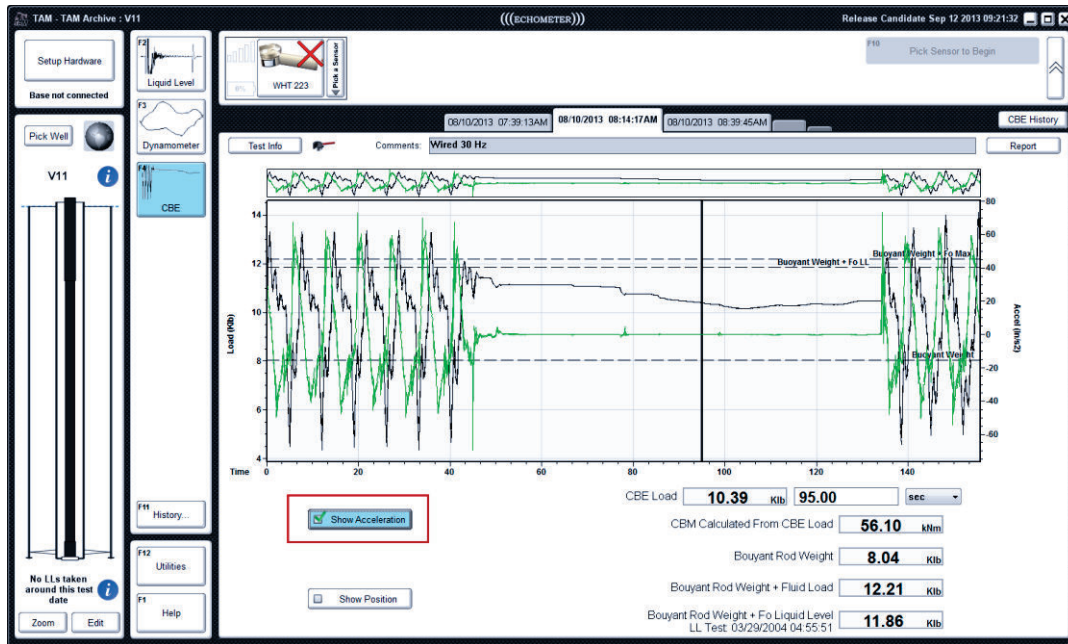 TAM - TAM Archive : V11
(((ECHOMETER)))
Release Candidate Sep 12 2013 09:21:32
Setup Hardware
Base not connected
Pick Well
V11
No LLs taken
around this test
date
Zoom
Edit
F2
Liquid Level
F3
Dynamometer
F4
CBE
F11
History...
F12
Utilities
F1
Help
WHT 223
Pick a Sensor
F10
Pick Sensor to Begin
08/10/2013 07:39:13AM
08/10/2013 08:14:17AM
08/10/2013 08:39:45AM
CBE History
Test Info
Comments:
Wired 30 Hz
Report
Load (Klb)
14
12
10
8
6
4
80
60
40
20
0
-20
-40
-60
Accel (in/s2)
Buoyant Weight + Fo Max
Buoyant Weight + Fo LL
Buoyant Weight
Time
0
20
40
60
80
100
120
140
Show Acceleration
Show Position
CBE Load 10.39 Klb 95.00 sec
CBM Calculated From CBE Load 56.10 kNm
Bouyant Rod Weight 8.04 Klb
Bouyant Rod Weight + Fluid Load 12.21 Klb
Bouyant Rod Weight + Fo Liquid Level
LL Test: 03/29/2004 04:55:51
11.86 Klb